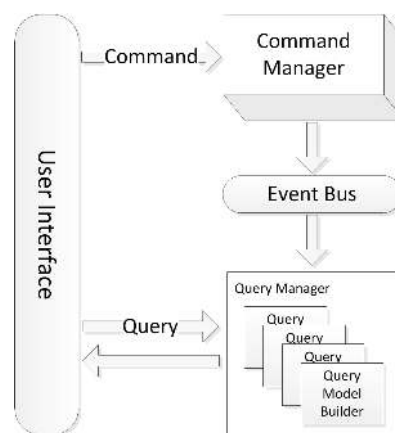 User Interface
Command
Command
Manager
Event Bus
Query Manager
Query
Query
Query
Query
Query
Model
Builder